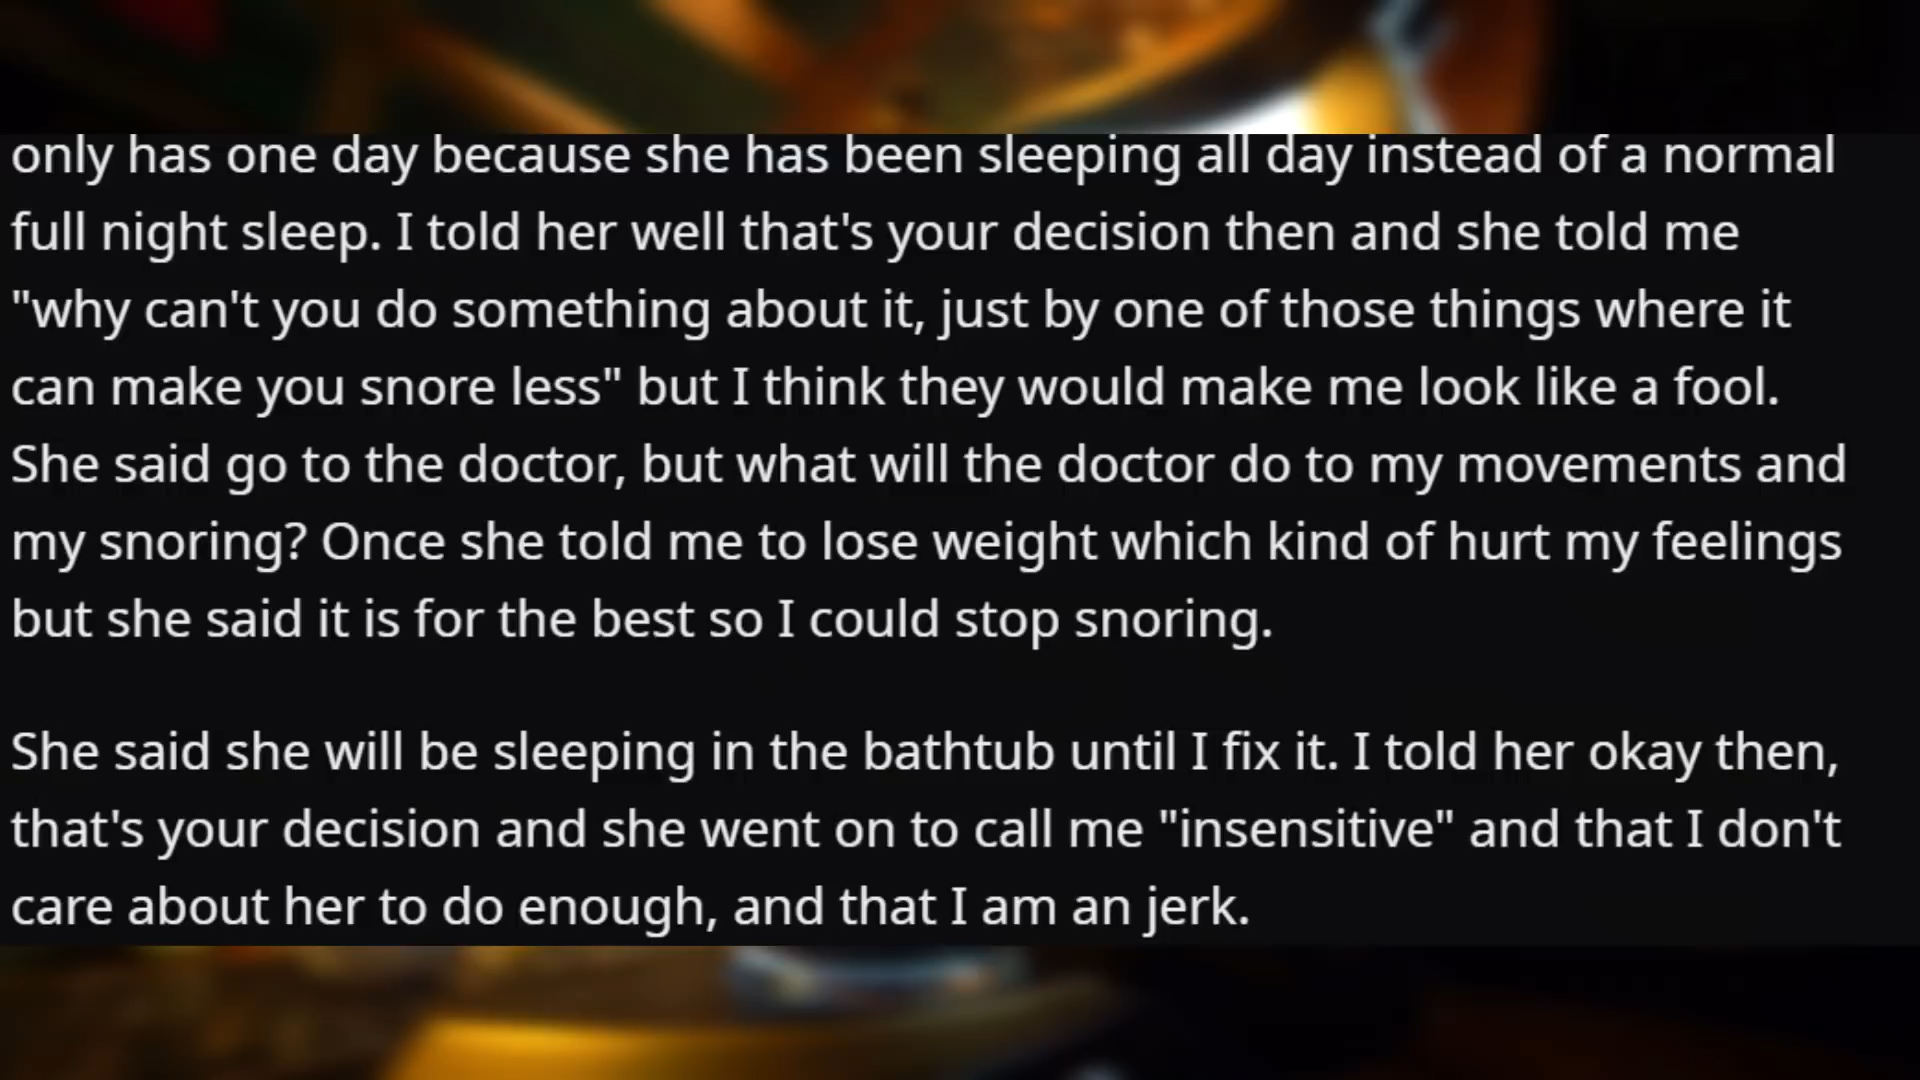 only has one day because she has been sleeping all day instead of a normal
full night sleep. I told her well that's your decision then and she told me
"why can't you do something about it, just by one of those things where it
can make you snore less" but I think they would make me look like a fool.
She said go to the doctor, but what will the doctor do to my movements and
my snoring? Once she told me to lose weight which kind of hurt my feelings
but she said it is for the best so I could stop snoring.
She said she will be sleeping in the bathtub until I fix it. I told her okay then,
that's your decision and she went on to call me "insensitive" and that I don't
care about her to do enough, and that I am an jerk.